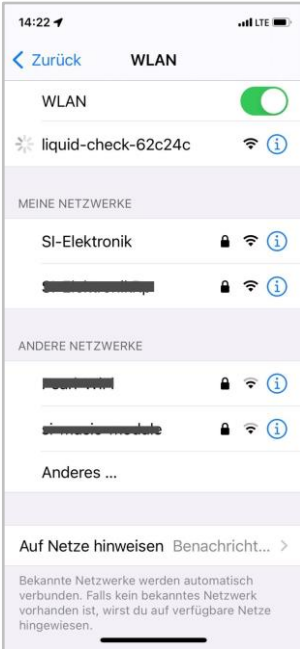 14:22 LTE
Zurück WLAN
WLAN
liquid-check-62c24c
MEINE NETZWERKE
SI-Elektronik
ANDERE NETZWERKE
Anderes ...
Auf Netze hinweisen Benachricht... >
Bekannte Netzwerke werden automatisch
verbunden. Falls kein bekanntes Netzwerk
vorhanden ist, wirst du auf verfügbare Netze
hingewiesen.